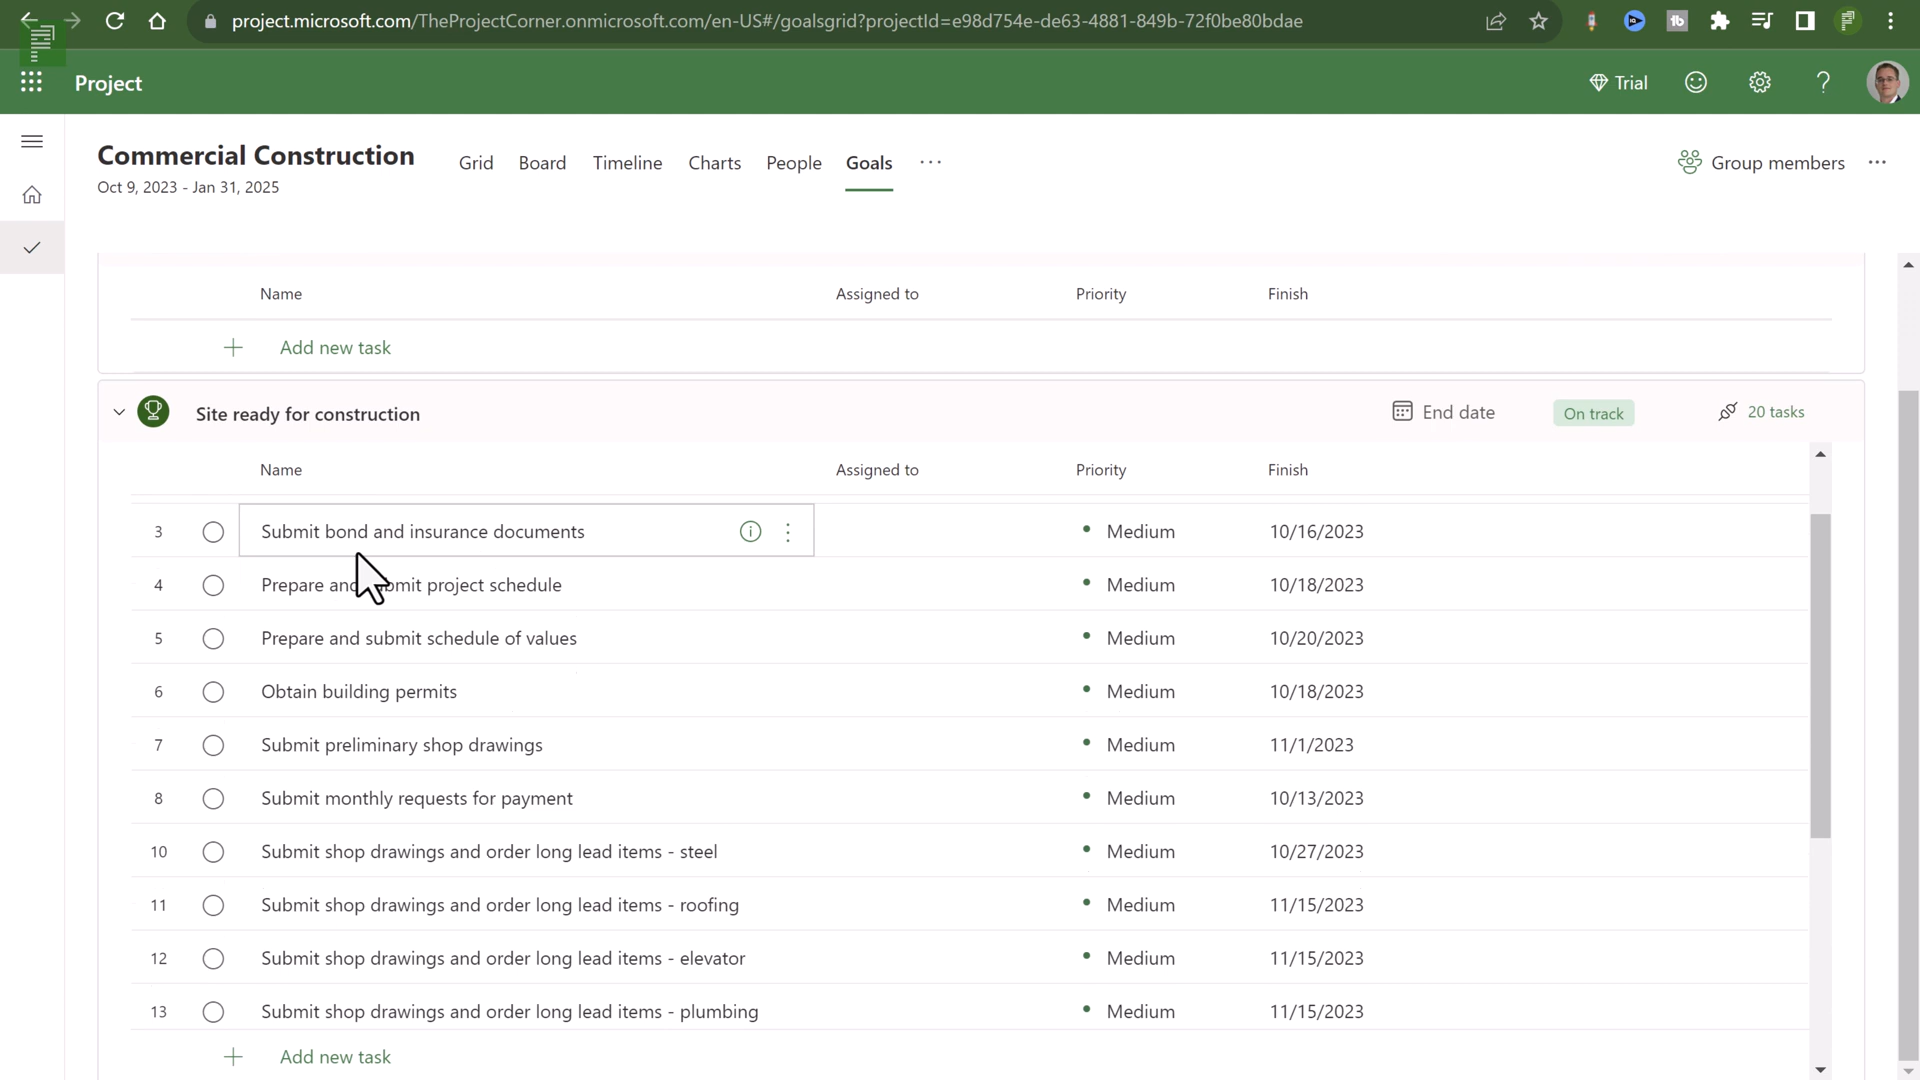 project.microsoft.com/TheProjectCorner.onmicrosoft.com/en-US#/goalsgrid?projectId=e98d754e-de63-4881-849b-72f0be80bdae
Project
Trial
Commercial Construction
Oct 9, 2023 - Jan 31, 2025
Grid Board Timeline Charts People Goals ...
Group members ...
Name Assigned to Priority Finish
Add new task
Site ready for construction End date On track 20 tasks
Name Assigned to Priority Finish
3 Submit bond and insurance documents Medium 10/16/2023
4 Prepare and submit project schedule Medium 10/18/2023
5 Prepare and submit schedule of values Medium 10/20/2023
6 Obtain building permits Medium 10/18/2023
7 Submit preliminary shop drawings Medium 11/1/2023
8 Submit monthly requests for payment Medium 10/13/2023
10 Submit shop drawings and order long lead items - steel Medium 10/27/2023
11 Submit shop drawings and order long lead items - roofing Medium 11/15/2023
12 Submit shop drawings and order long lead items - elevator Medium 11/15/2023
13 Submit shop drawings and order long lead items - plumbing Medium 11/15/2023
Add new task